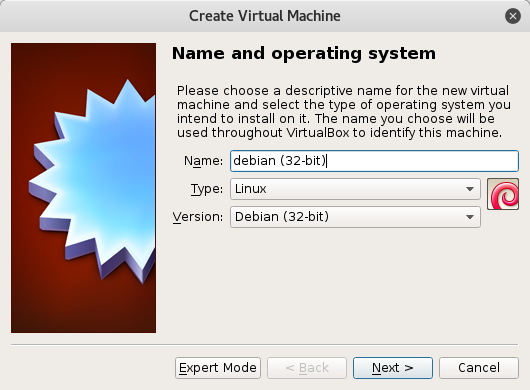 Create Virtual Machine
Name and operating system
Please choose a descriptive name for the new virtual
machine and select the type of operating system you
intend to install on it. The name you choose will be
used throughout VirtualBox to identify this machine.
Name: debian (32-bit)
Type: Linux
Version: Debian (32-bit)
Expert Mode < Back Next > Cancel